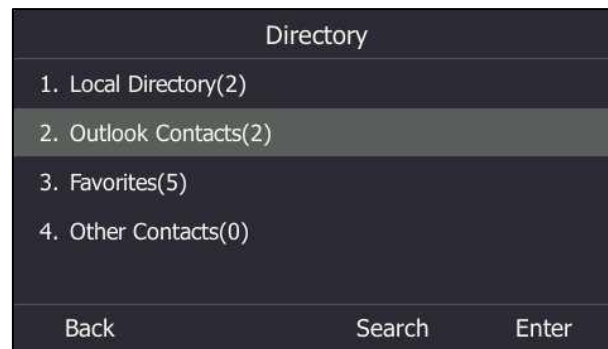 Directory
1. Local Directory(2)
2. Outlook Contacts(2)
3. Favorites(5)
4. Other Contacts(0)
Back Search Enter